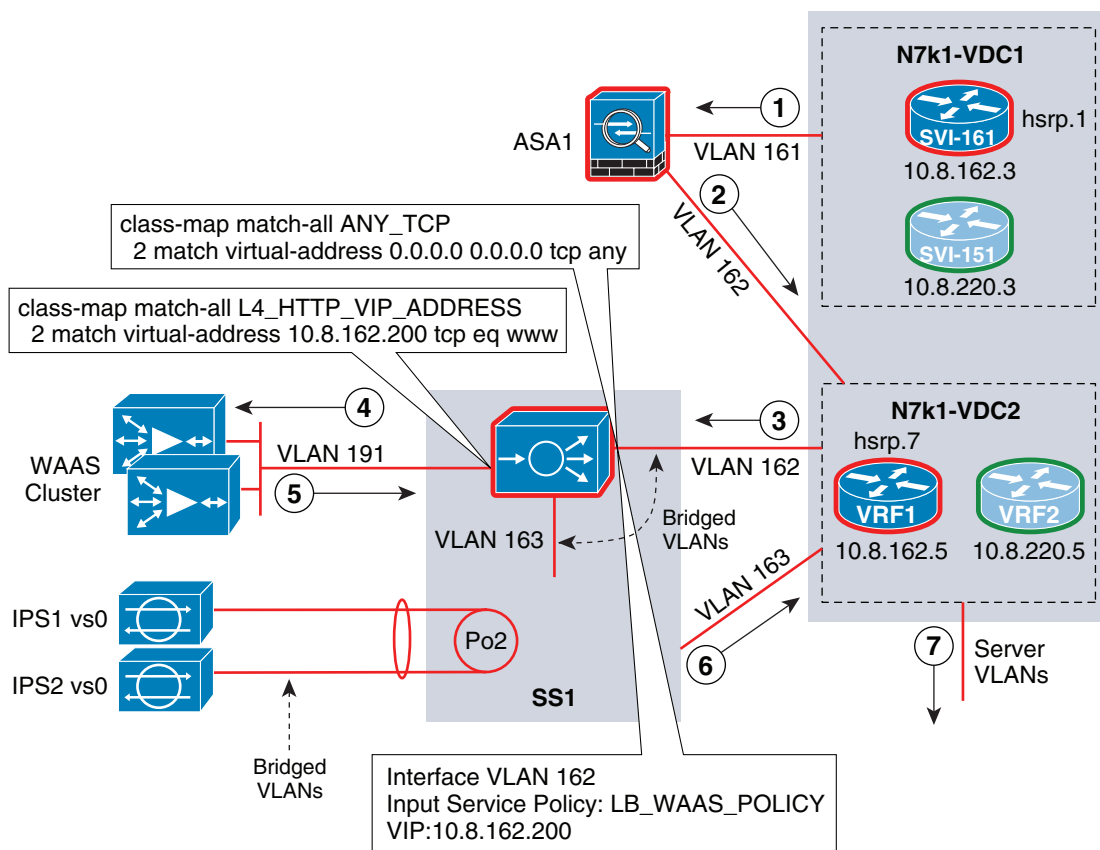 N7k1-VDC1
1
hsrp.1
ASA1
SVI-161
VLAN 161
10.8.162.3
2
class-map match-all ANY_TCP
2 match virtual-address 0.0.0.0 0.0.0.0 tcp any
VLAN 162
SVI-151
10.8.220.3
class-map match-all L4_HTTP_VIP_ADDRESS
2 match virtual-address 10.8.162.200 tcp eq www
N7k1-VDC2
4
3
hsrp.7
WAAS
Cluster
VLAN 191
VLAN 162
5
VRF1
VRF2
Bridged
VLANs
VLAN 163
10.8.162.5
10.8.220.5
VLAN 163
IPS1 vs0
Po2
6
7
Server
VLANs
IPS2 vs0
SS1
Bridged
VLANs
Interface VLAN 162
Input Service Policy: LB_WAAS_POLICY
VIP:10.8.162.200